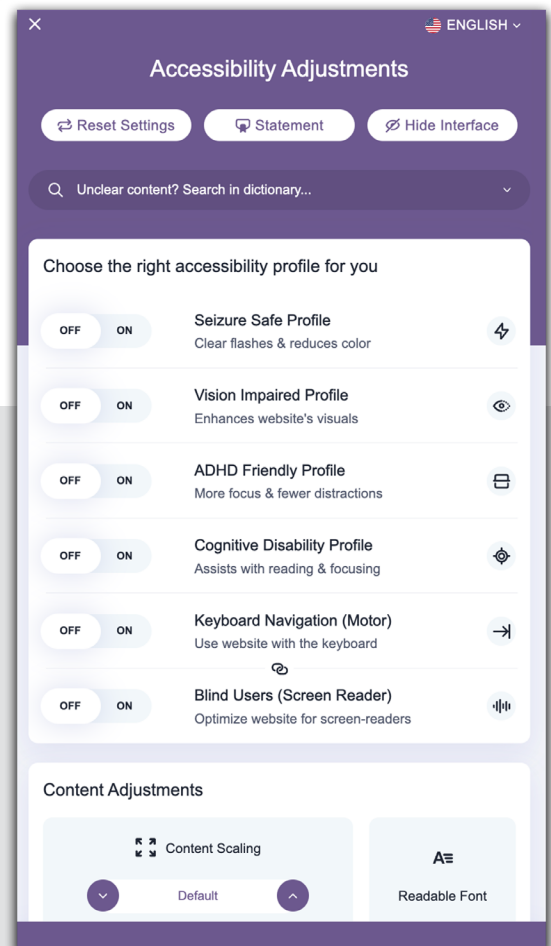 ENGLISH
Accessibility Adjustments
Reset Settings
Statement
Hide Interface
Unclear content? Search in dictionary...
Choose the right accessibility profile for you
OFF ON
Seizure Safe Profile
Clear flashes & reduces color
OFF ON
Vision Impaired Profile
Enhances website's visuals
OFF ON
ADHD Friendly Profile
More focus & fewer distractions
OFF ON
Cognitive Disability Profile
Assists with reading & focusing
OFF ON
Keyboard Navigation (Motor)
Use website with the keyboard
OFF ON
Blind Users (Screen Reader)
Optimize website for screen-readers
Content Adjustments
Content Scaling
Default
Readable Font